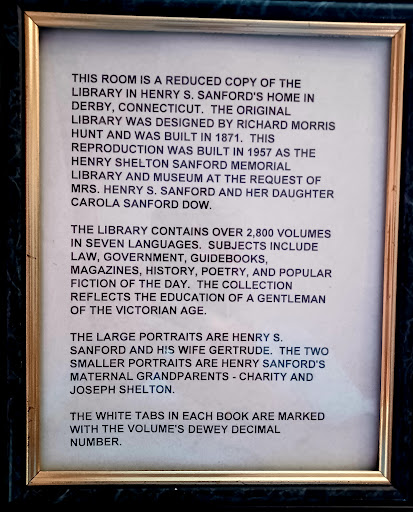 THIS ROOM IS A REDUCED COPY OF THE
LIBRARY IN HENRY S. SANFORD'S HOME IN
DERBY, CONNECTICUT. THE ORIGINAL
LIBRARY WAS DESIGNED BY RICHARD MORRIS
HUNT AND WAS BUILT IN 1871. THIS
REPRODUCTION WAS BUILT IN 1957 AS THE
HENRY SHELTON SANFORD MEMORIAL
LIBRARY AND MUSEUM AT THE REQUEST OF
MRS. HENRY S. SANFORD AND HER DAUGHTER
CAROLA SANFORD DOW.
THE LIBRARY CONTAINS OVER 2,800 VOLUMES
IN SEVEN LANGUAGES. SUBJECTS INCLUDE
LAW, GOVERNMENT, GUIDEBOOKS,
MAGAZINES, HISTORY, POETRY, AND POPULAR
FICTION OF THE DAY. THE COLLECTION
REFLECTS THE EDUCATION OF A GENTLEMAN
OF THE VICTORIAN AGE.
THE LARGE PORTRAITS ARE HENRY S.
SANFORD AND HIS WIFE GERTRUDE. THE TWO
SMALLER PORTRAITS ARE HENRY SANFORD'S
MATERNAL GRANDPARENTS - CHARITY AND
JOSEPH SHELTON.
THE WHITE TABS IN EACH BOOK ARE MARKED
WITH THE VOLUME'S DEWEY DECIMAL
NUMBER.